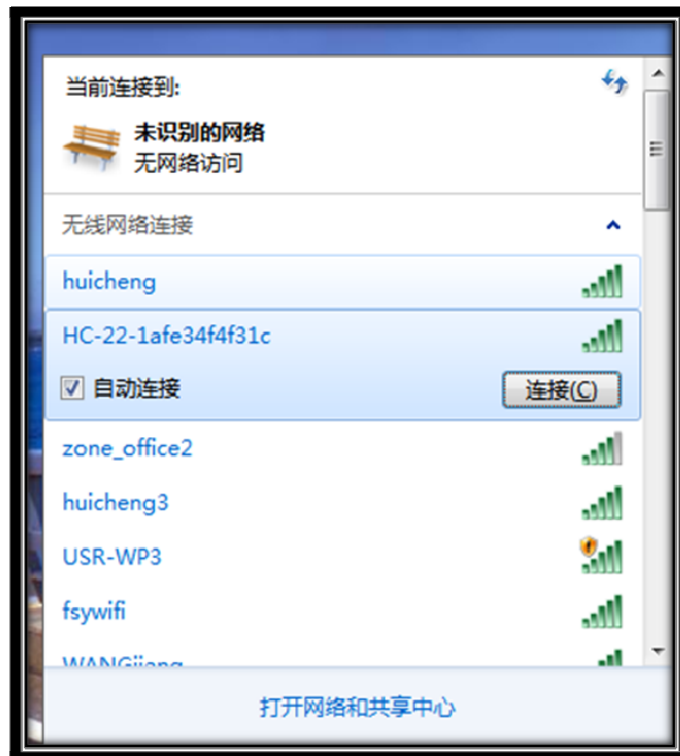 当前连接到:
未识别的网络
无网络访问
无线网络连接
huicheng
HC-22-1afe34f4f31c
自动连接
连接(C)
zone_office2
huicheng3
USR-WP3
fsywifi
打开网络和共享中心